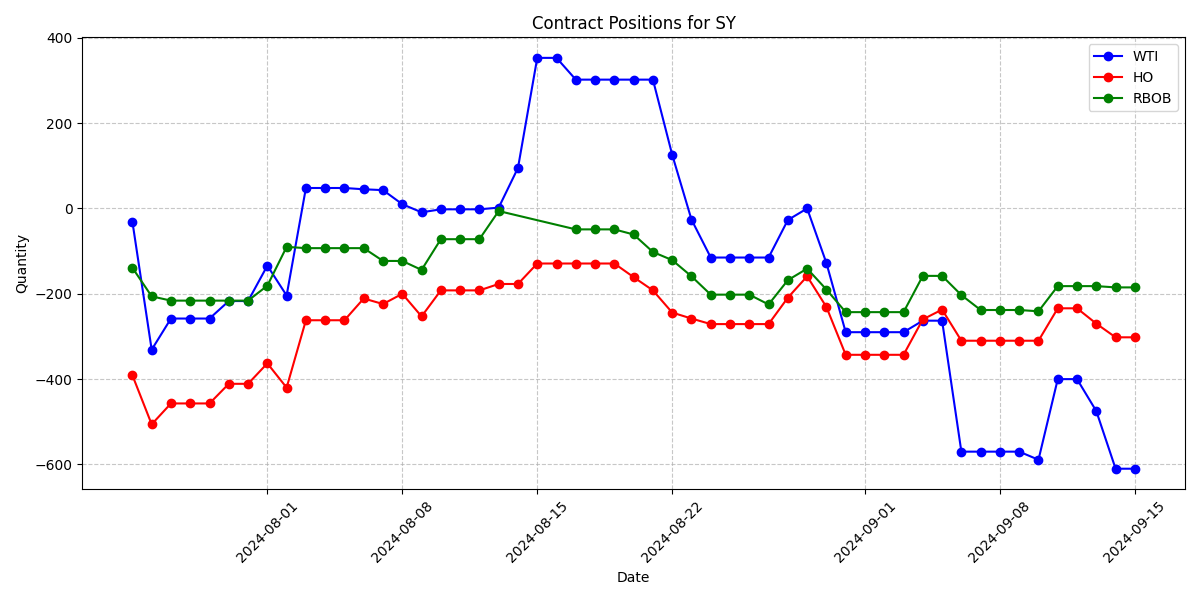 Contract Positions for SY
400
200
0
−200
−400
−600
Quantity
WTI
HO
RBOB
2024-08-01
2024-08-08
2024-08-15
2024-08-22
2024-09-01
2024-09-08
2024-09-15
Date